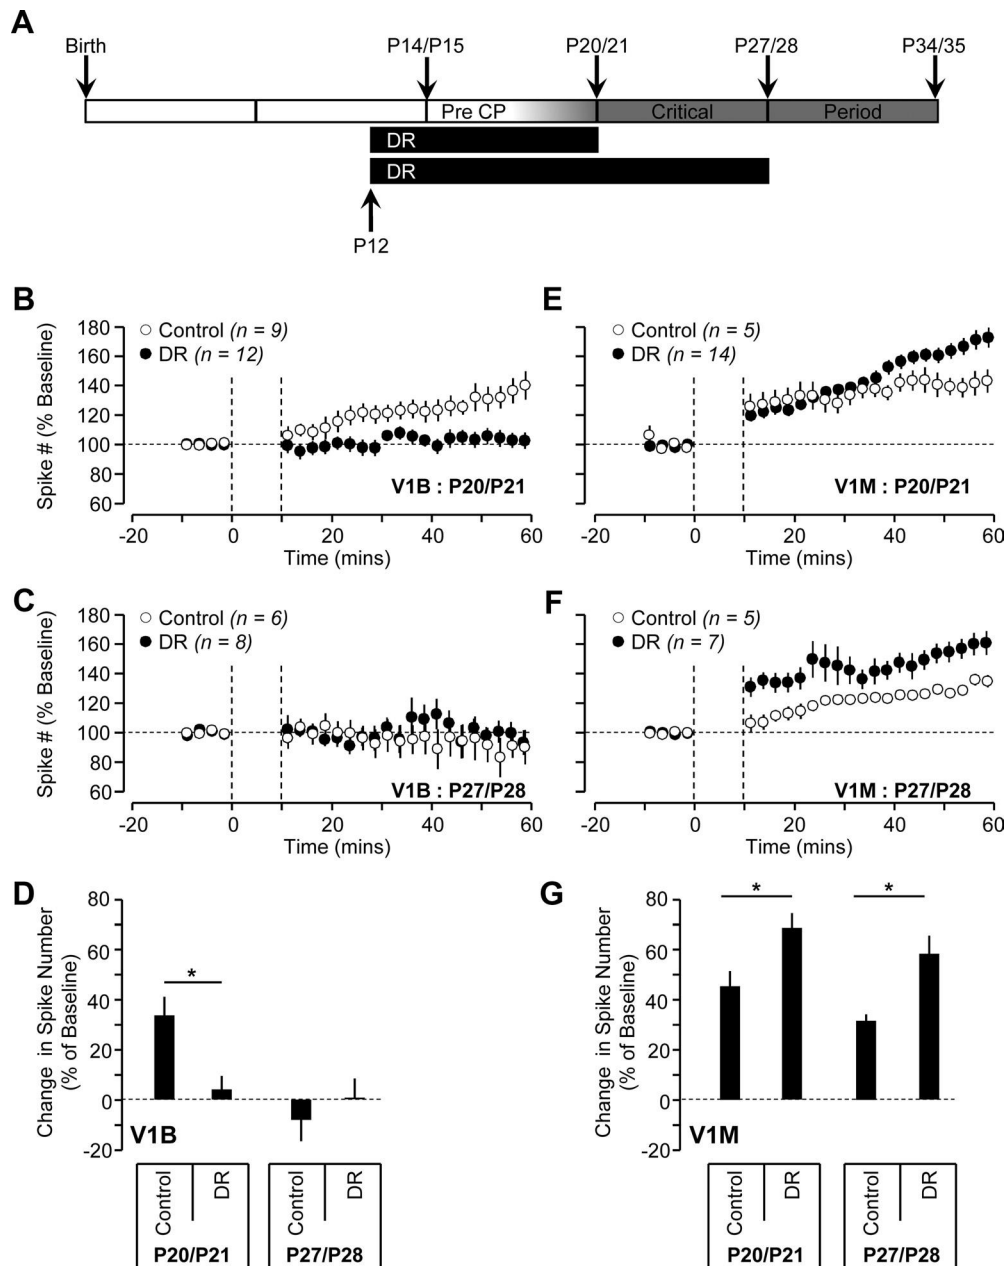 A
Birth P14/P15 P20/21 P27/28 P34/35
Pre CP Critical Period
DR
DR
P12
B
Spike # (% Baseline)
180
160
140
120
100
80
60
Control (n = 9)
DR (n = 12)
V1B : P20/P21
-20 0 20 40 60
Time (mins)
E
Control (n = 5)
DR (n = 14)
V1M : P20/P21
-20 0 20 40 60
Time (mins)
C
Spike # (% Baseline)
180
160
140
120
100
80
60
Control (n = 6)
DR (n = 8)
V1B : P27/P28
-20 0 20 40 60
Time (mins)
F
Control (n = 5)
DR (n = 7)
V1M : P27/P28
-20 0 20 40 60
Time (mins)
D
Change in Spike Number
(% of Baseline)
80
60
40
20
0
-20
*
V1B
Control DR Control DR
P20/P21 P27/P28
G
Change in Spike Number
(% of Baseline)
80
60
40
20
0
-20
* *
V1M
Control DR Control DR
P20/P21 P27/P28